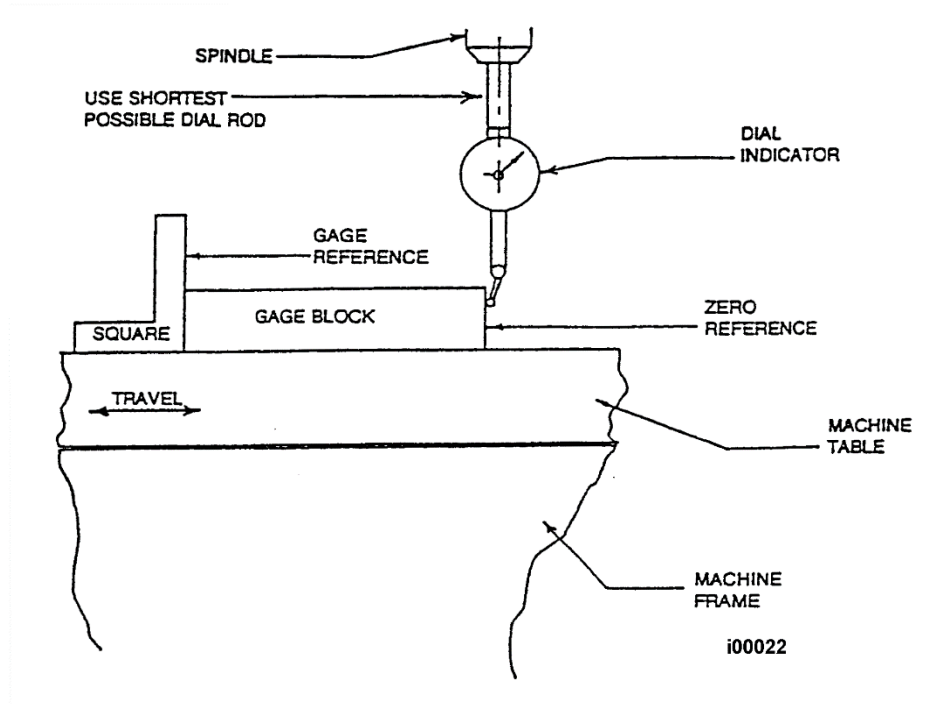 SPINDLE
USE SHORTEST
POSSIBLE DIAL ROD
DIAL
INDICATOR
GAGE
REFERENCE
GAGE BLOCK
SQUARE
ZERO
REFERENCE
TRAVEL
MACHINE
TABLE
MACHINE
FRAME
i00022